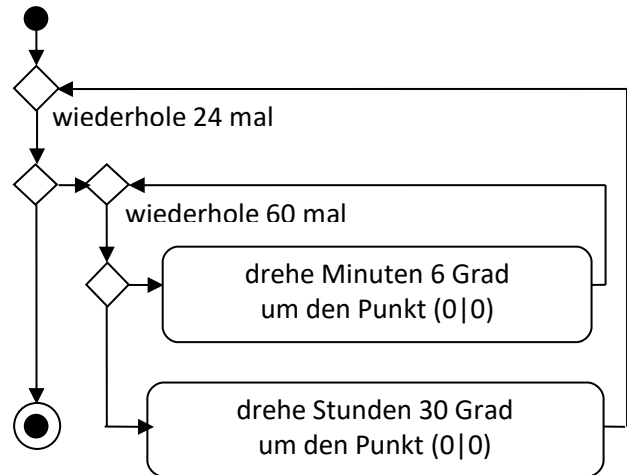 wiederhole 24 mal
wiederhole 60 mal
drehe Minuten 6 Grad
um den Punkt (0|0)
drehe Stunden 30 Grad
um den Punkt (0|0)